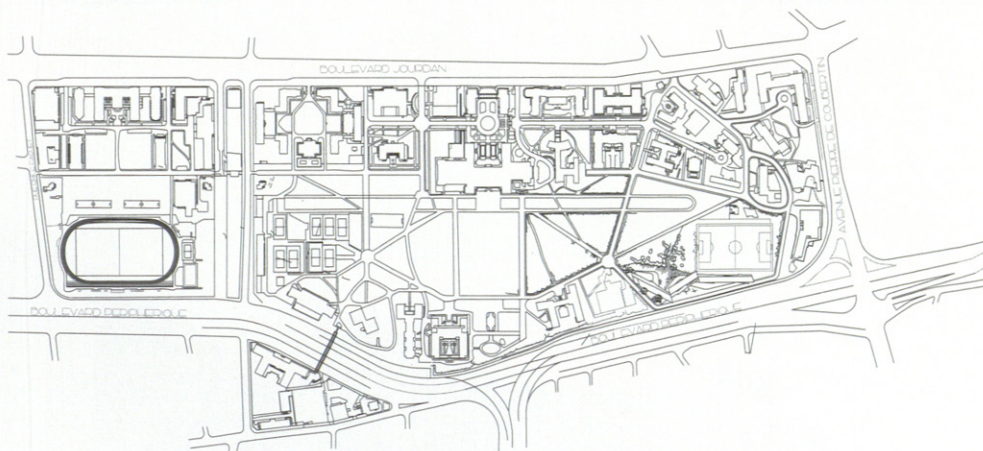 BOULEVARD JOURDAN
AVENUE PIERRE DE COUBERTIN
BOULEVARD PERIPHERIQUE
BOULEVARD PERIPHERIQUE